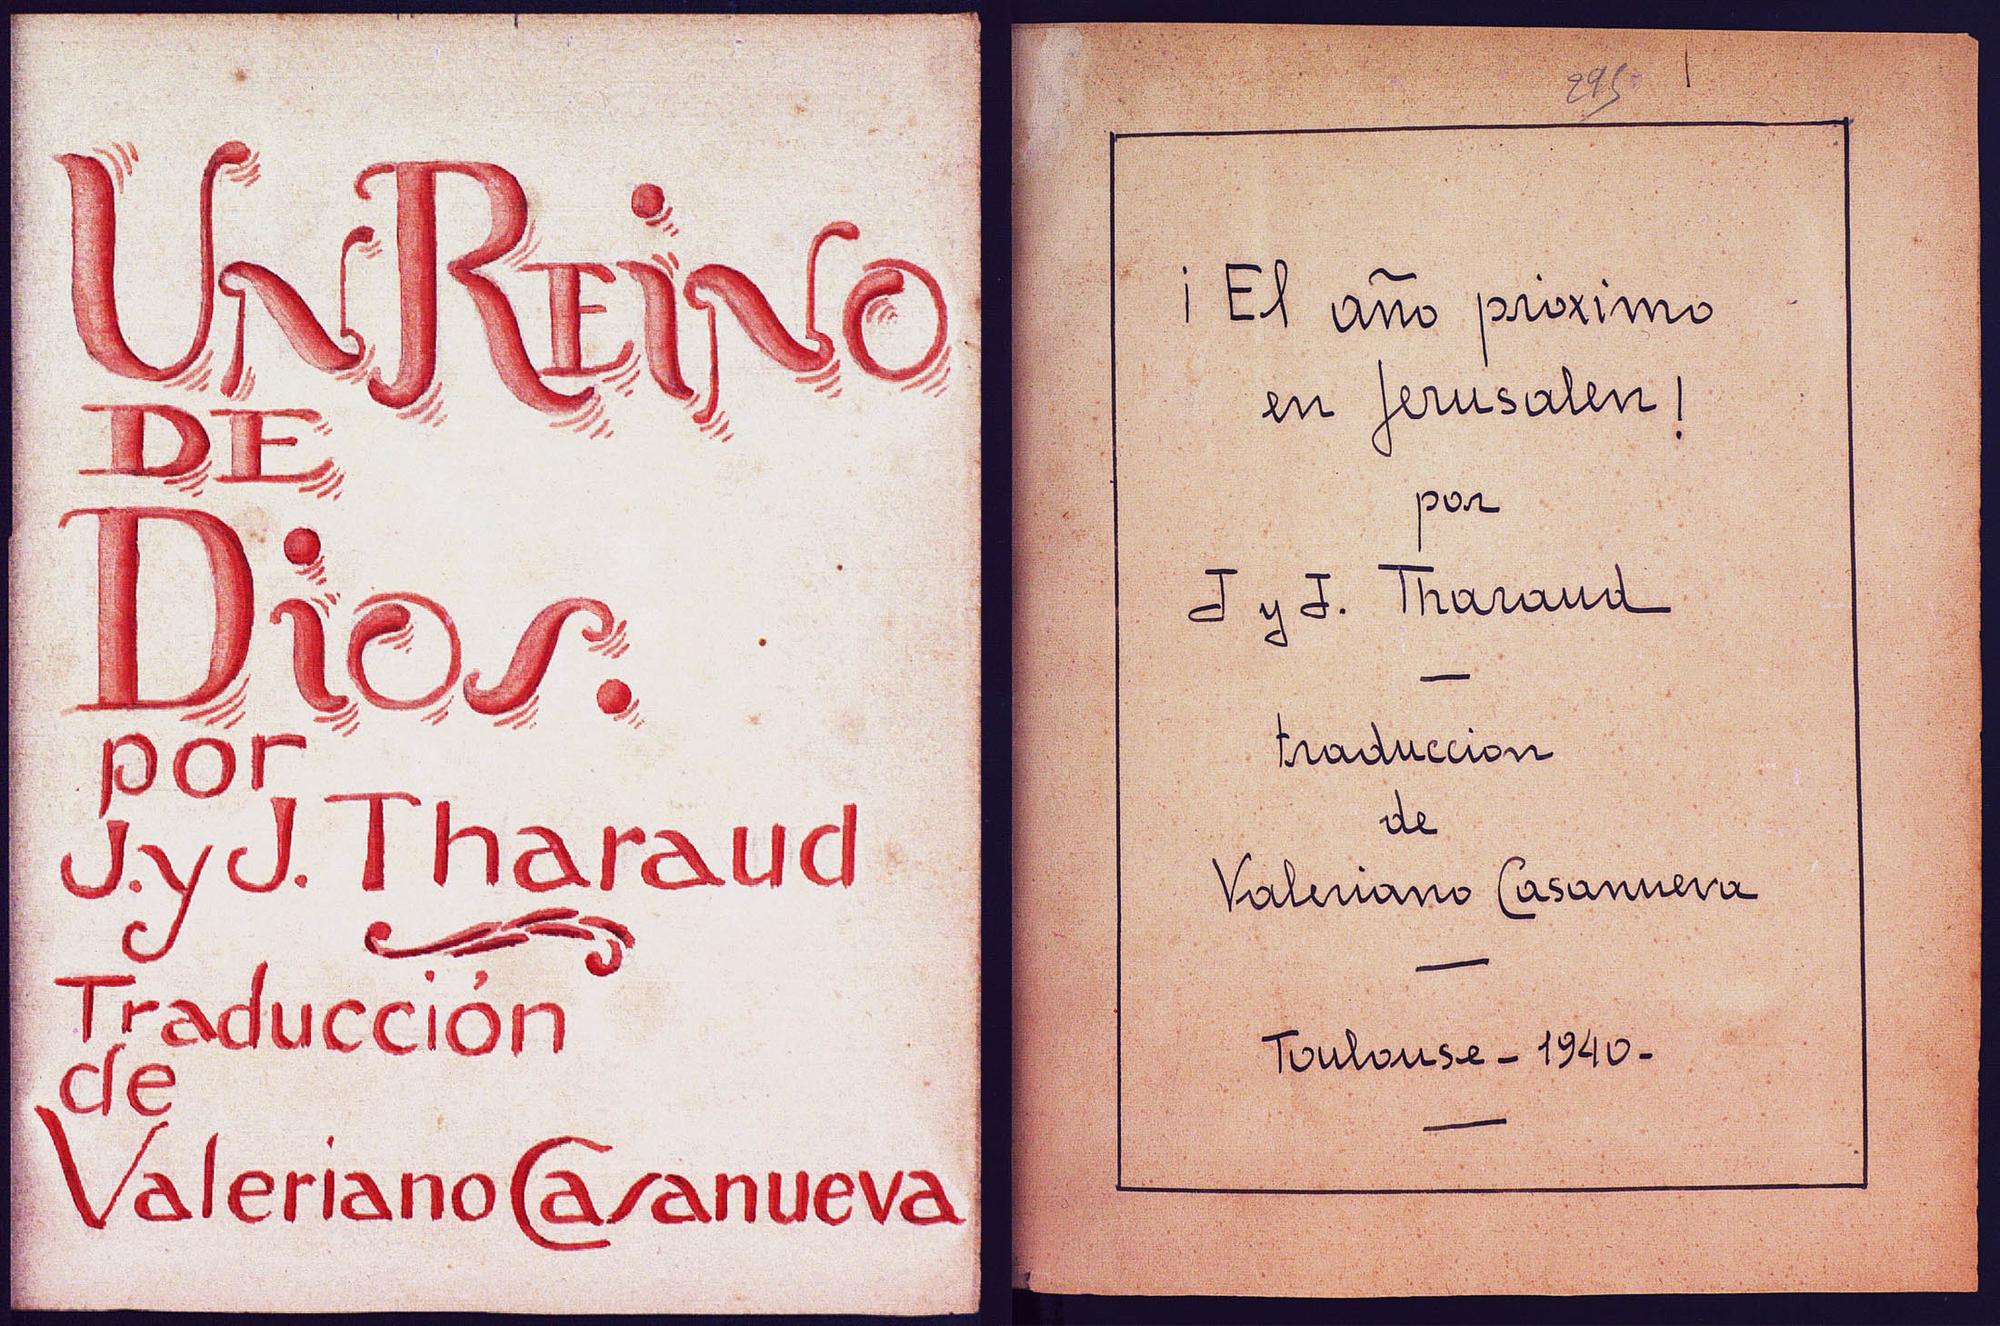 Un Reino
de
Dios.
por
J. y J. Tharaud
Traducción
de
Valeriano Casanueva
295
¡El año próximo
en Jerusalen!
por
J y J. Tharaud
traduccion
de
Valeriano Casanueva
Toulouse - 1940 -